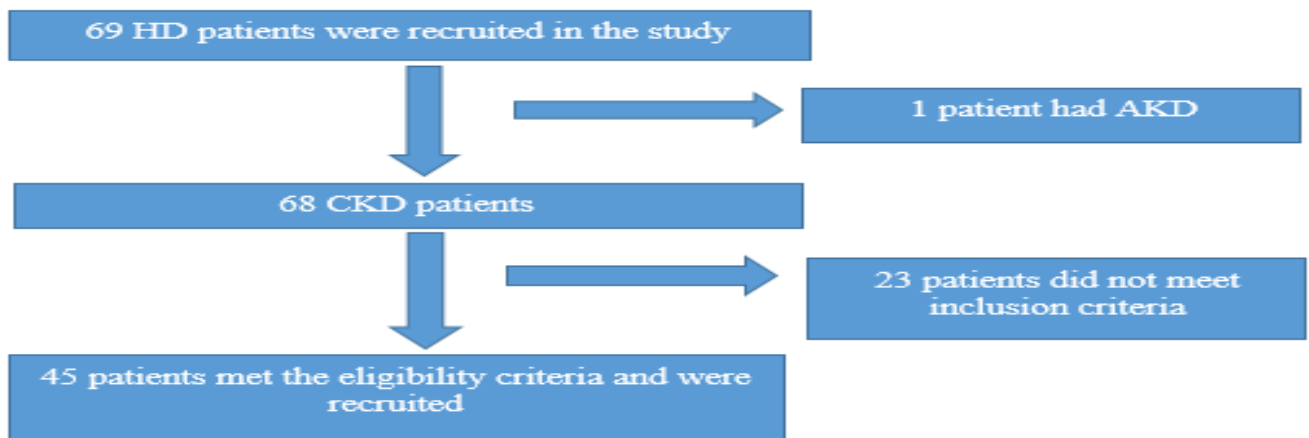 69 HD patients were recruited in the study
1 patient had AKD
68 CKD patients
23 patients did not meet
inclusion criteria
45 patients met the eligibility criteria and were
recruited